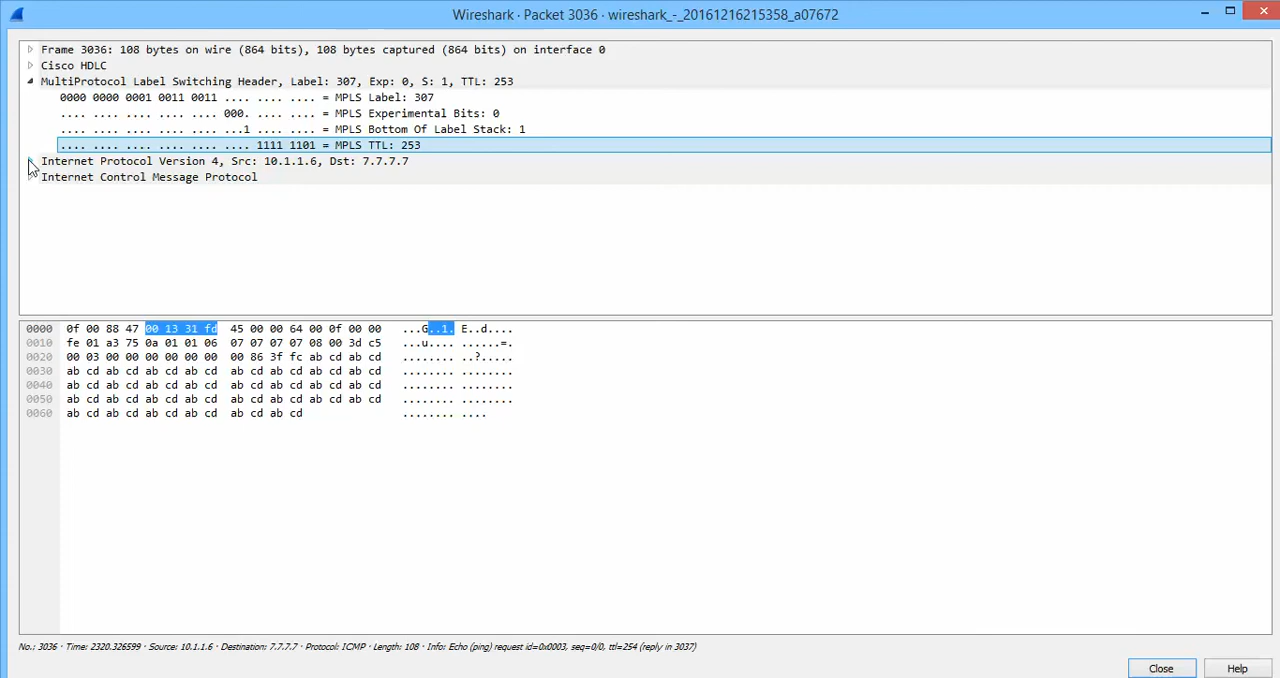 Wireshark · Packet 3036 · wireshark_-_20161216215358_a07672
Frame 3036: 108 bytes on wire (864 bits), 108 bytes captured (864 bits) on interface 0
Cisco HDLC
MultiProtocol Label Switching Header, Label: 307, Exp: 0, S: 1, TTL: 253
0000 0000 0001 0011 0011 .... .... .... = MPLS Label: 307
.... .... .... .... .... 000. .... .... = MPLS Experimental Bits: 0
.... .... .... .... .... ...1 .... .... = MPLS Bottom Of Label Stack: 1
.... .... .... .... .... .... 1111 1101 = MPLS TTL: 253
Internet Protocol Version 4, Src: 10.1.1.6, Dst: 7.7.7.7
Internet Control Message Protocol
0000 0f 00 88 47 00 13 31 fd 45 00 00 64 00 0f 00 00 ...G..1. E..d....
0010 fe 01 a3 75 0a 01 01 06 07 07 07 07 08 00 3d c5 ...u.... ......=.
0020 00 03 00 00 00 00 00 00 00 86 3f fc ab cd ab cd ........ ..?.....
0030 ab cd ab cd ab cd ab cd ab cd ab cd ab cd ab cd ........ ........
0040 ab cd ab cd ab cd ab cd ab cd ab cd ab cd ab cd ........ ........
0050 ab cd ab cd ab cd ab cd ab cd ab cd ab cd ab cd ........ ........
0060 ab cd ab cd ab cd ab cd ab cd ab cd ........ ....
No.: 3036 · Time: 2320.326599 · Source: 10.1.1.6 · Destination: 7.7.7.7 · Protocol: ICMP · Length: 108 · Info: Echo (ping) request id=0x0003, seq=0/0, ttl=254 (reply in 3037)
Close Help